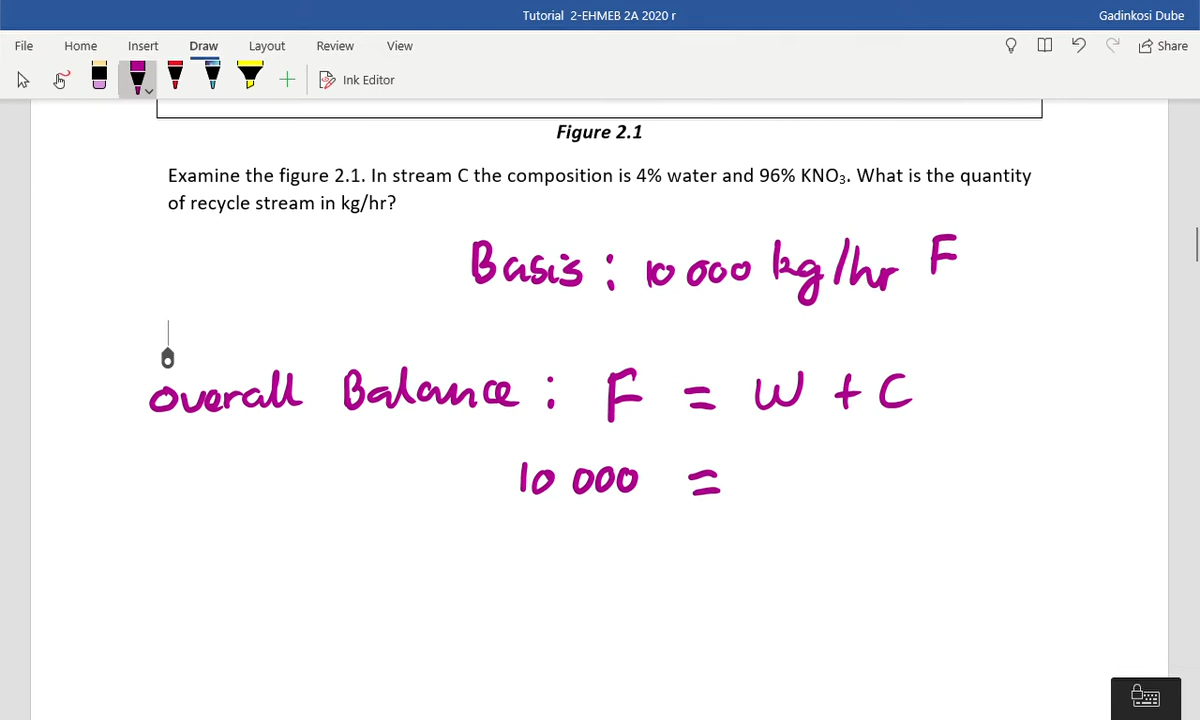 Tutorial 2-EHMEB 2A 2020 r
Gadinkosi Dube
File Home Insert Draw Layout Review View Share
Ink Editor
Figure 2.1
Examine the figure 2.1. In stream C the composition is 4% water and 96% KNO₃. What is the quantity
of recycle stream in kg/hr?
Basis : 10 000 kg/hr F
Overall Balance : F = W + C
10 000 =